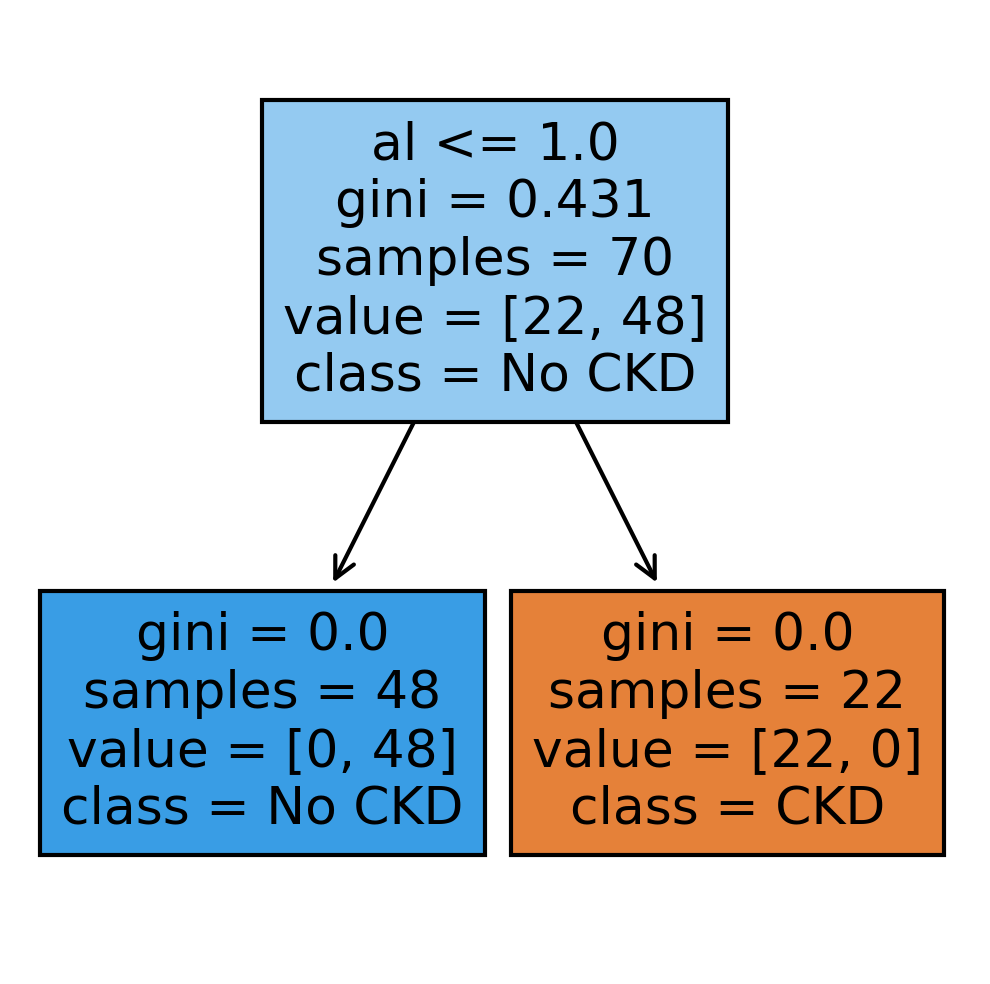 al <= 1.0
gini = 0.431
samples = 70
value = [22, 48]
class = No CKD
gini = 0.0
samples = 48
value = [0, 48]
class = No CKD
gini = 0.0
samples = 22
value = [22, 0]
class = CKD